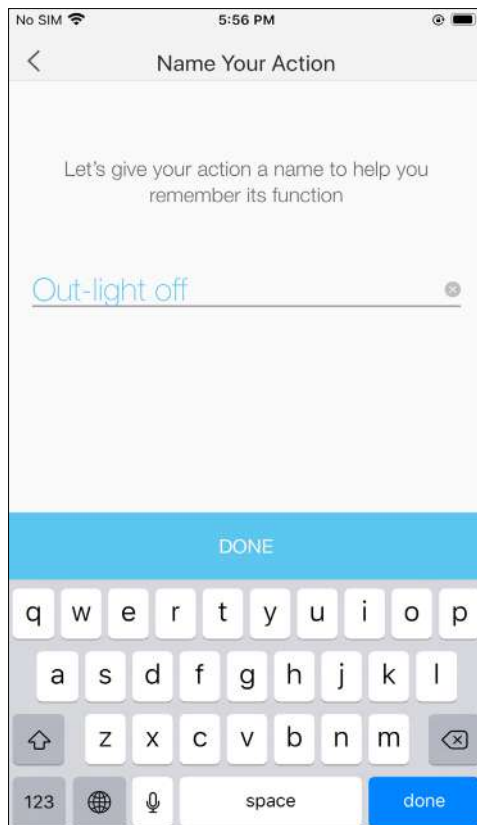 No SIM 5:56 PM
Name Your Action
Let's give your action a name to help you
remember its function
Out-light off
DONE
q w e r t y u i o p
a s d f g h j k l
z x c v b n m
123 space done